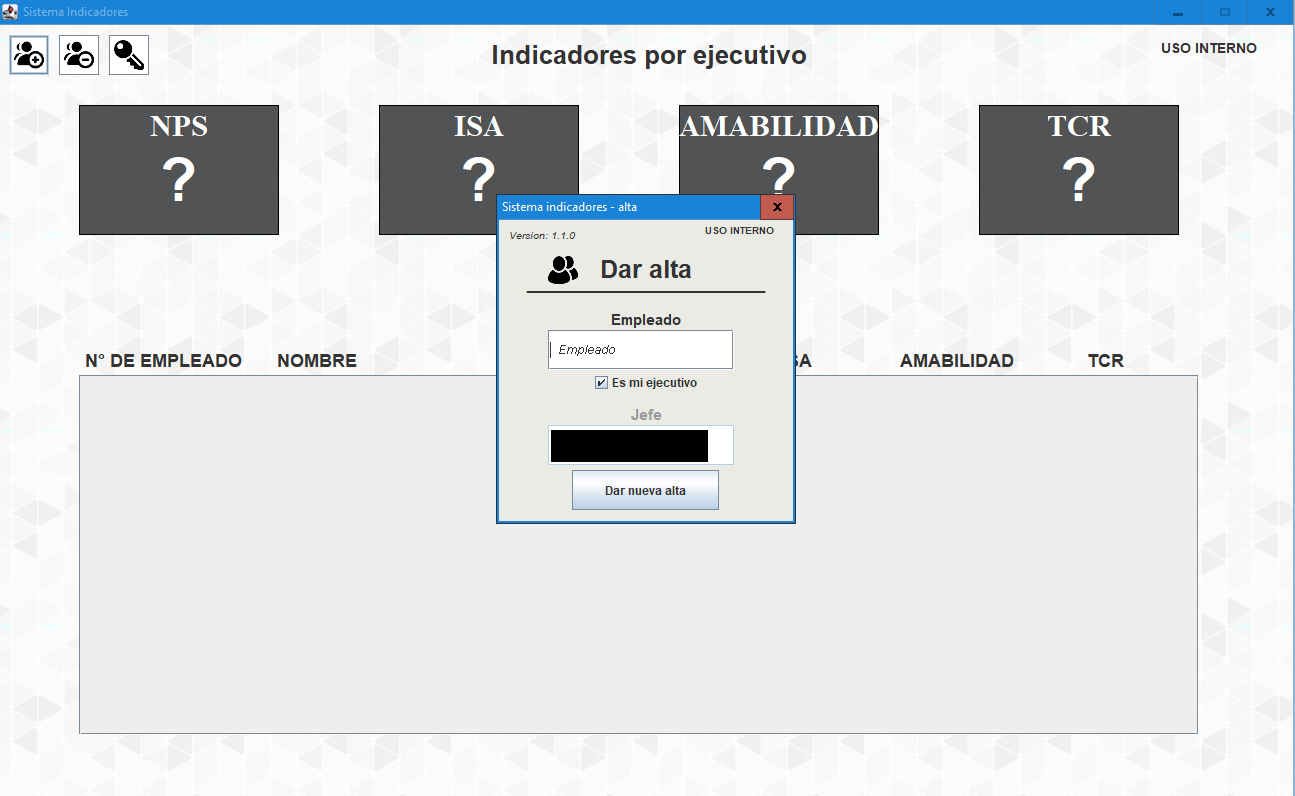 Sistema Indicadores
Indicadores por ejecutivo
USO INTERNO
NPS
?
ISA
?
AMABILIDAD
?
TCR
?
Sistema indicadores - alta
Version: 1.1.0
USO INTERNO
Dar alta
Empleado
Empleado
Es mi ejecutivo
Jefe
Dar nueva alta
N° DE EMPLEADO
NOMBRE
AMABILIDAD
TCR